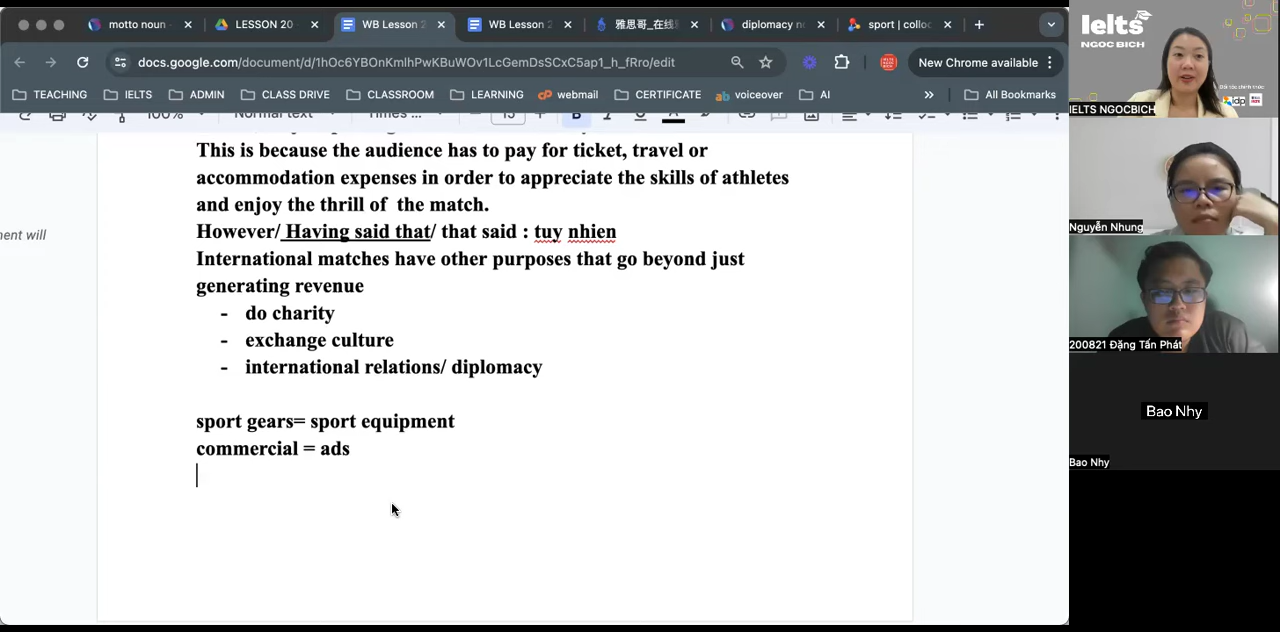 motto noun
LESSON 20
WB Lesson 2
WB Lesson 2
雅思哥_在线
diplomacy n
sport | colloc
docs.google.com/document/d/1hOc6YBOnKmlhPwKBuWOv1LcGemDsSCxC5ap1_h_fRro/edit
New Chrome available
TEACHING
IELTS
ADMIN
CLASS DRIVE
CLASSROOM
LEARNING
webmail
CERTIFICATE
voiceover
AI
All Bookmarks
100%
Normal text
Times ...
This is because the audience has to pay for ticket, travel or
accommodation expenses in order to appreciate the skills of athletes
and enjoy the thrill of the match.
However/ Having said that/ that said : tuy nhien
ment will
International matches have other purposes that go beyond just
generating revenue
- do charity
- exchange culture
- international relations/ diplomacy
sport gears= sport equipment
commercial = ads
Ielts
NGOC BICH
idp
IELTS NGOCBICH
Nguyễn Nhung
200821 Đặng Tấn Phát
Bao Nhy
Bao Nhy